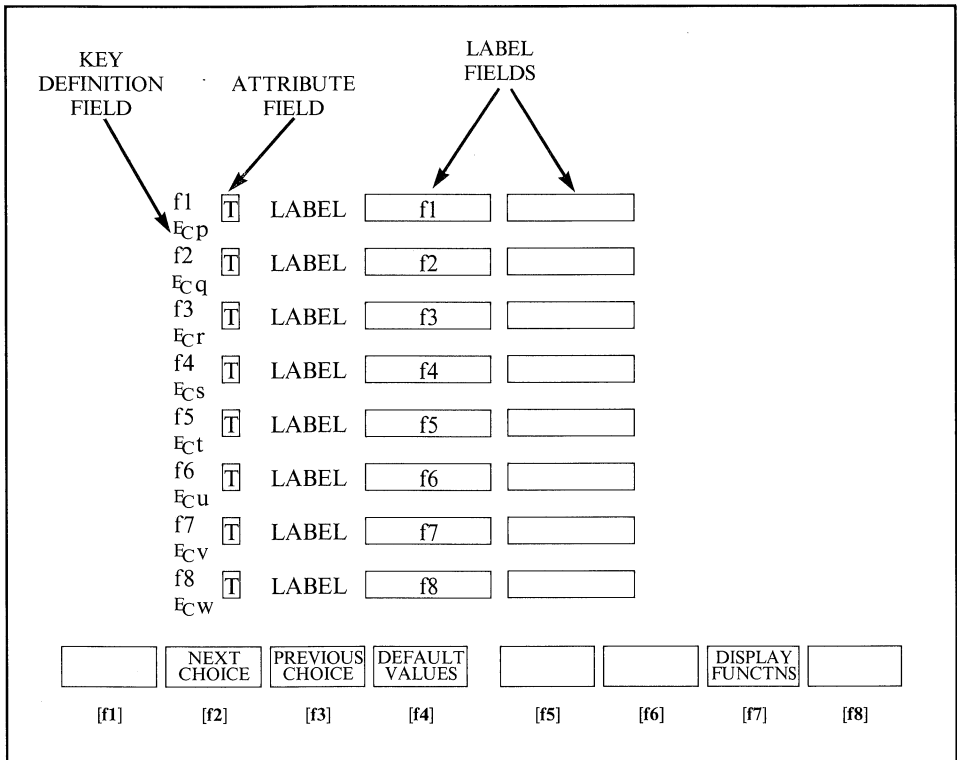 KEY
DEFINITION
FIELD
ATTRIBUTE
FIELD
LABEL
FIELDS
f1 T LABEL f1
ECp
f2 T LABEL f2
ECq
f3 T LABEL f3
ECr
f4 T LABEL f4
ECs
f5 T LABEL f5
ECt
f6 T LABEL f6
ECu
f7 T LABEL f7
ECv
f8 T LABEL f8
ECw
NEXT
CHOICE
PREVIOUS
CHOICE
DEFAULT
VALUES
DISPLAY
FUNCTNS
[f1] [f2] [f3] [f4] [f5] [f6] [f7] [f8]